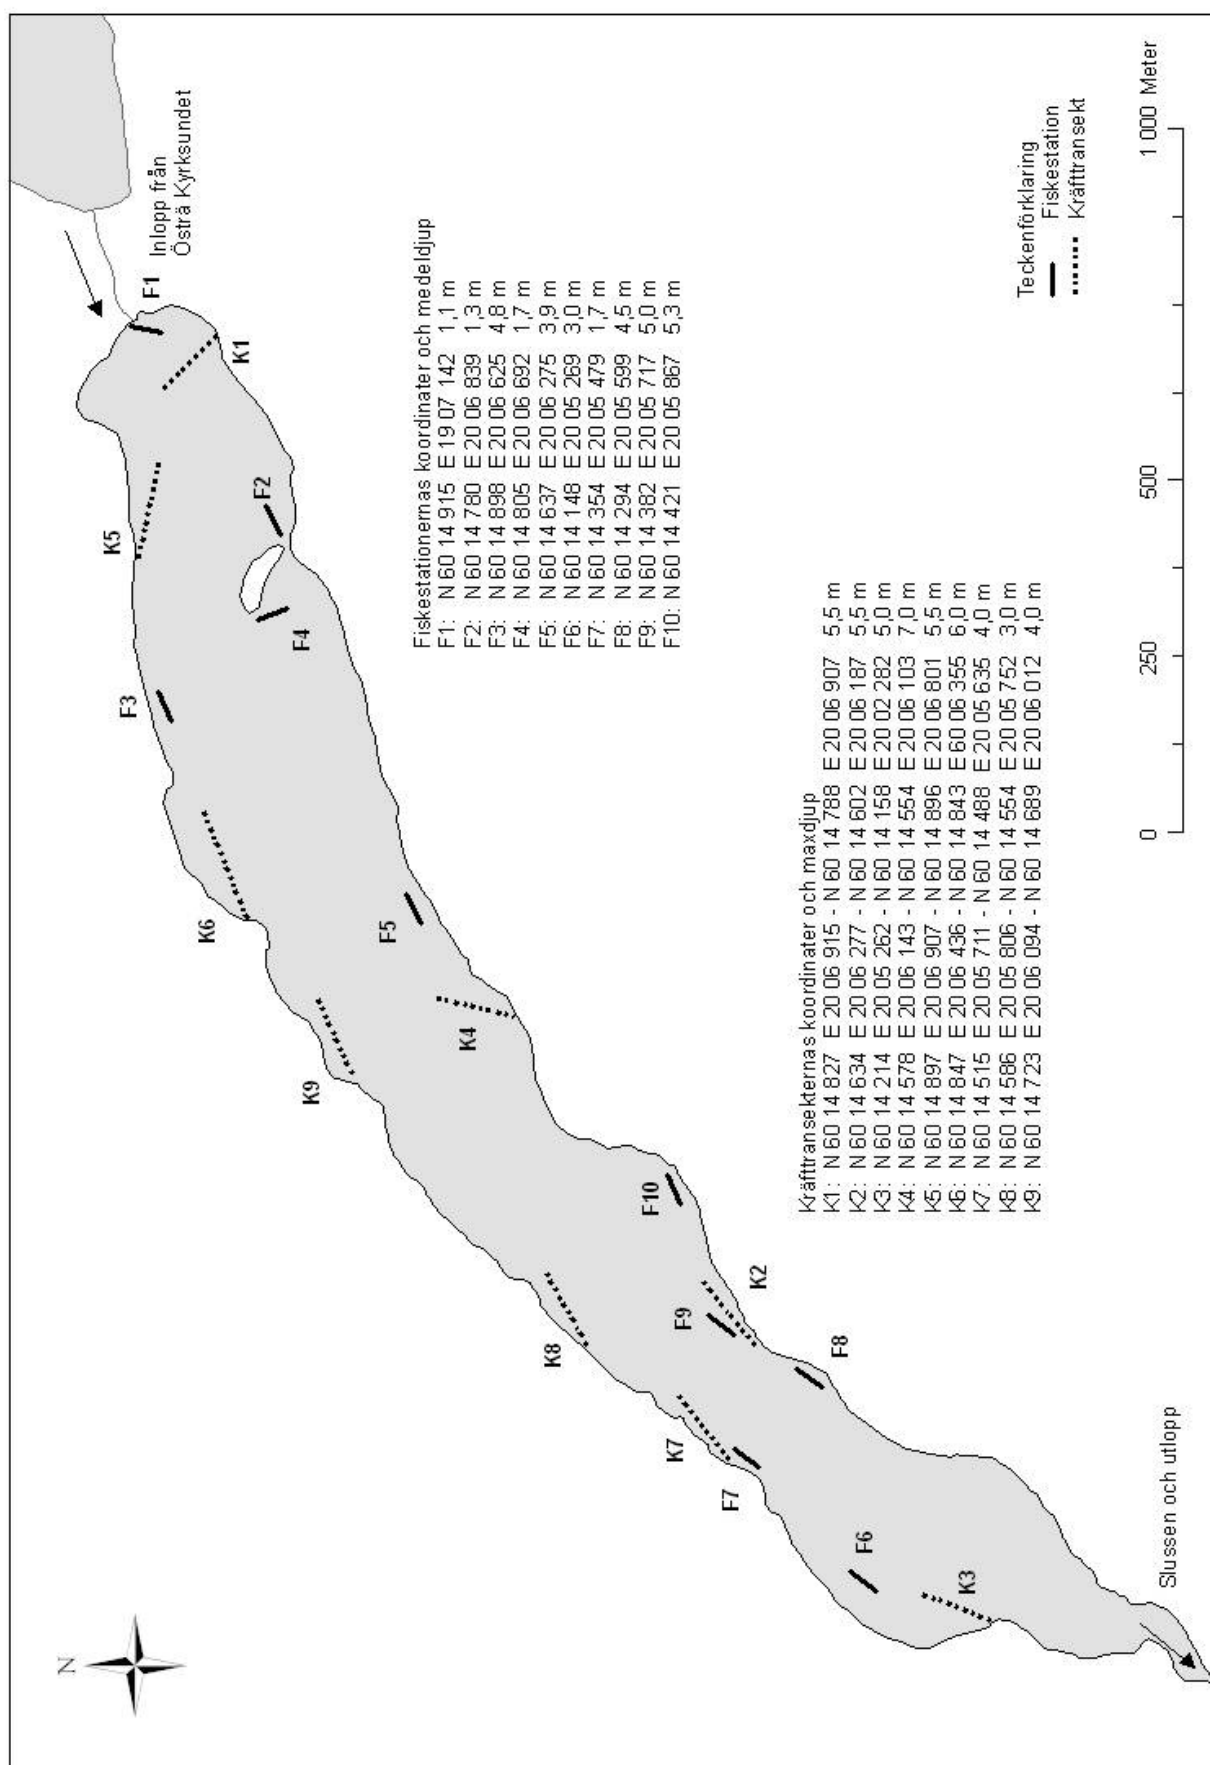 N
Inlopp från
Östrä Kyrksundet
F1
K1
K5
F2
F4
F3
K6
F5
K9
K4
F10
K8
K2
F9
F8
K7
F7
F6
K3
Slussen och utlopp
Fiskestationernas koordinater och medeldjup
F1: N 60 14 915 E 19 07 142 1,1 m
F2: N 60 14 780 E 20 06 839 1,3 m
F3: N 60 14 898 E 20 06 625 4,8 m
F4: N 60 14 805 E 20 06 692 1,7 m
F5: N 60 14 637 E 20 06 275 3,9 m
F6: N 60 14 148 E 20 05 269 3,0 m
F7: N 60 14 354 E 20 05 479 1,7 m
F8: N 60 14 294 E 20 05 599 4,5 m
F9: N 60 14 382 E 20 05 717 5,0 m
F10: N 60 14 421 E 20 05 867 5,3 m
Kräfttransekternas koordinater och maxdjup
K1: N 60 14 827 E 20 06 915 - N 60 14 788 E 20 06 907 5,5 m
K2: N 60 14 634 E 20 06 277 - N 60 14 602 E 20 06 187 5,5 m
K3: N 60 14 214 E 20 05 262 - N 60 14 158 E 20 02 282 5,0 m
K4: N 60 14 578 E 20 06 143 - N 60 14 554 E 20 06 103 7,0 m
K5: N 60 14 897 E 20 06 907 - N 60 14 896 E 20 06 801 5,5 m
K6: N 60 14 847 E 20 06 436 - N 60 14 843 E 60 06 355 6,0 m
K7: N 60 14 515 E 20 05 711 - N 60 14 488 E 20 05 635 4,0 m
K8: N 60 14 586 E 20 05 806 - N 60 14 554 E 20 05 752 3,0 m
K9: N 60 14 723 E 20 06 094 - N 60 14 689 E 20 06 012 4,0 m
Teckenförklaring
Fiskestation
Kräfttransekt
0 250 500 1 000 Meter